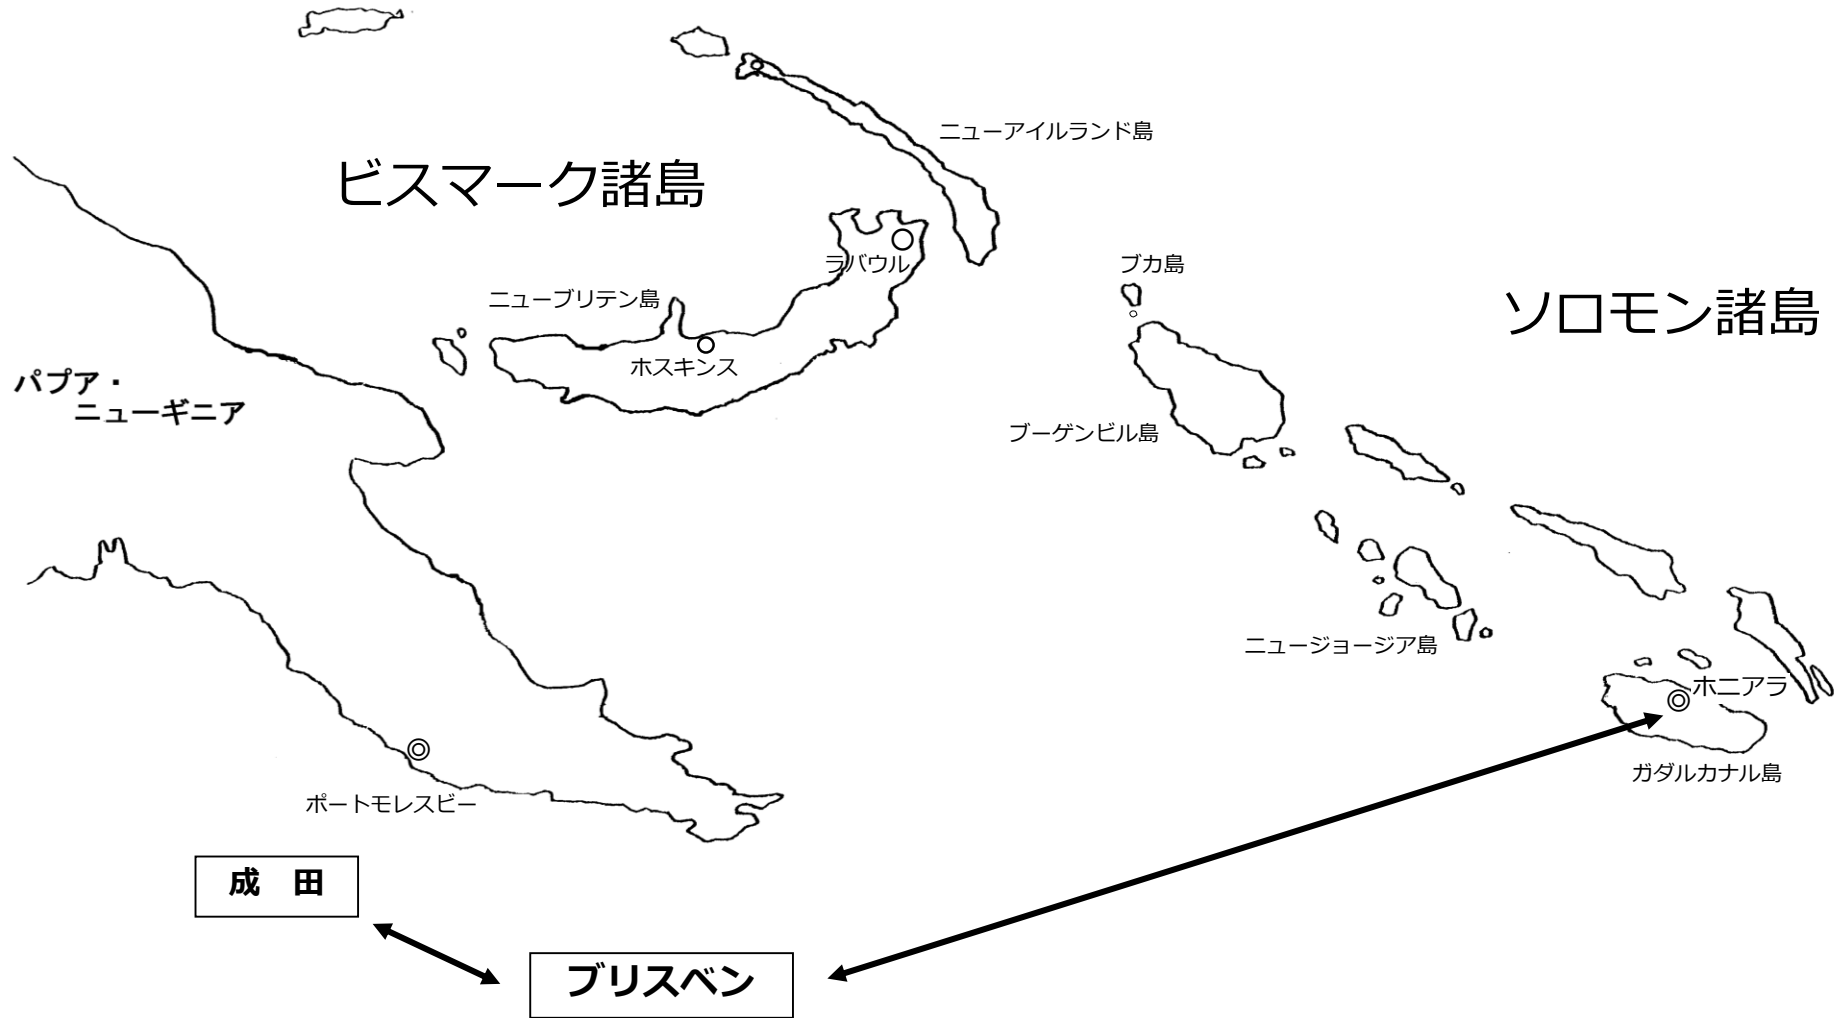 ニューアイルランド島
ビスマーク諸島
ラバウル
ブカ島
ニューブリテン島
ソロモン諸島
ホスキンス
パプア・
ニューギニア
ブーゲンビル島
ニュージョージア島
ホニアラ
ガダルカナル島
ポートモレスビー
成　田
ブリスベン